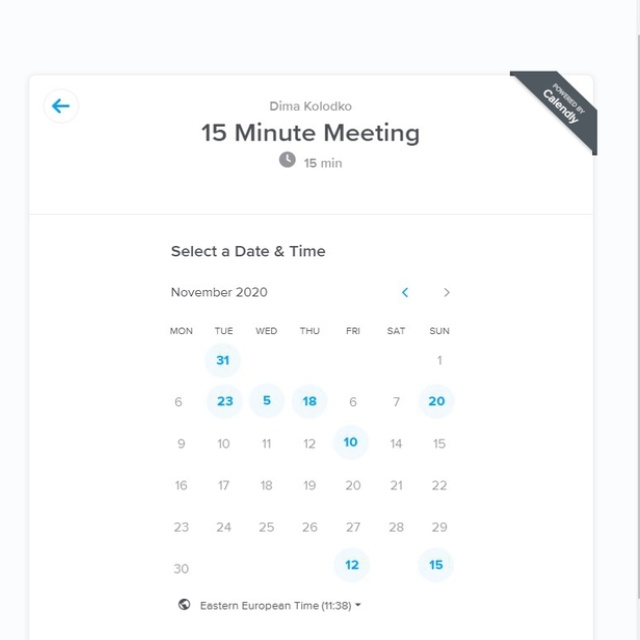 POWERED BY
Calendly
Dima Kolodko
15 Minute Meeting
15 min
Select a Date & Time
November 2020
MON TUE WED THU FRI SAT SUN
31 1
6 23 5 18 6 7 20
9 10 11 12 10 14 15
16 17 18 19 20 21 22
23 24 25 26 27 28 29
30 12 15
Eastern European Time (11:38)